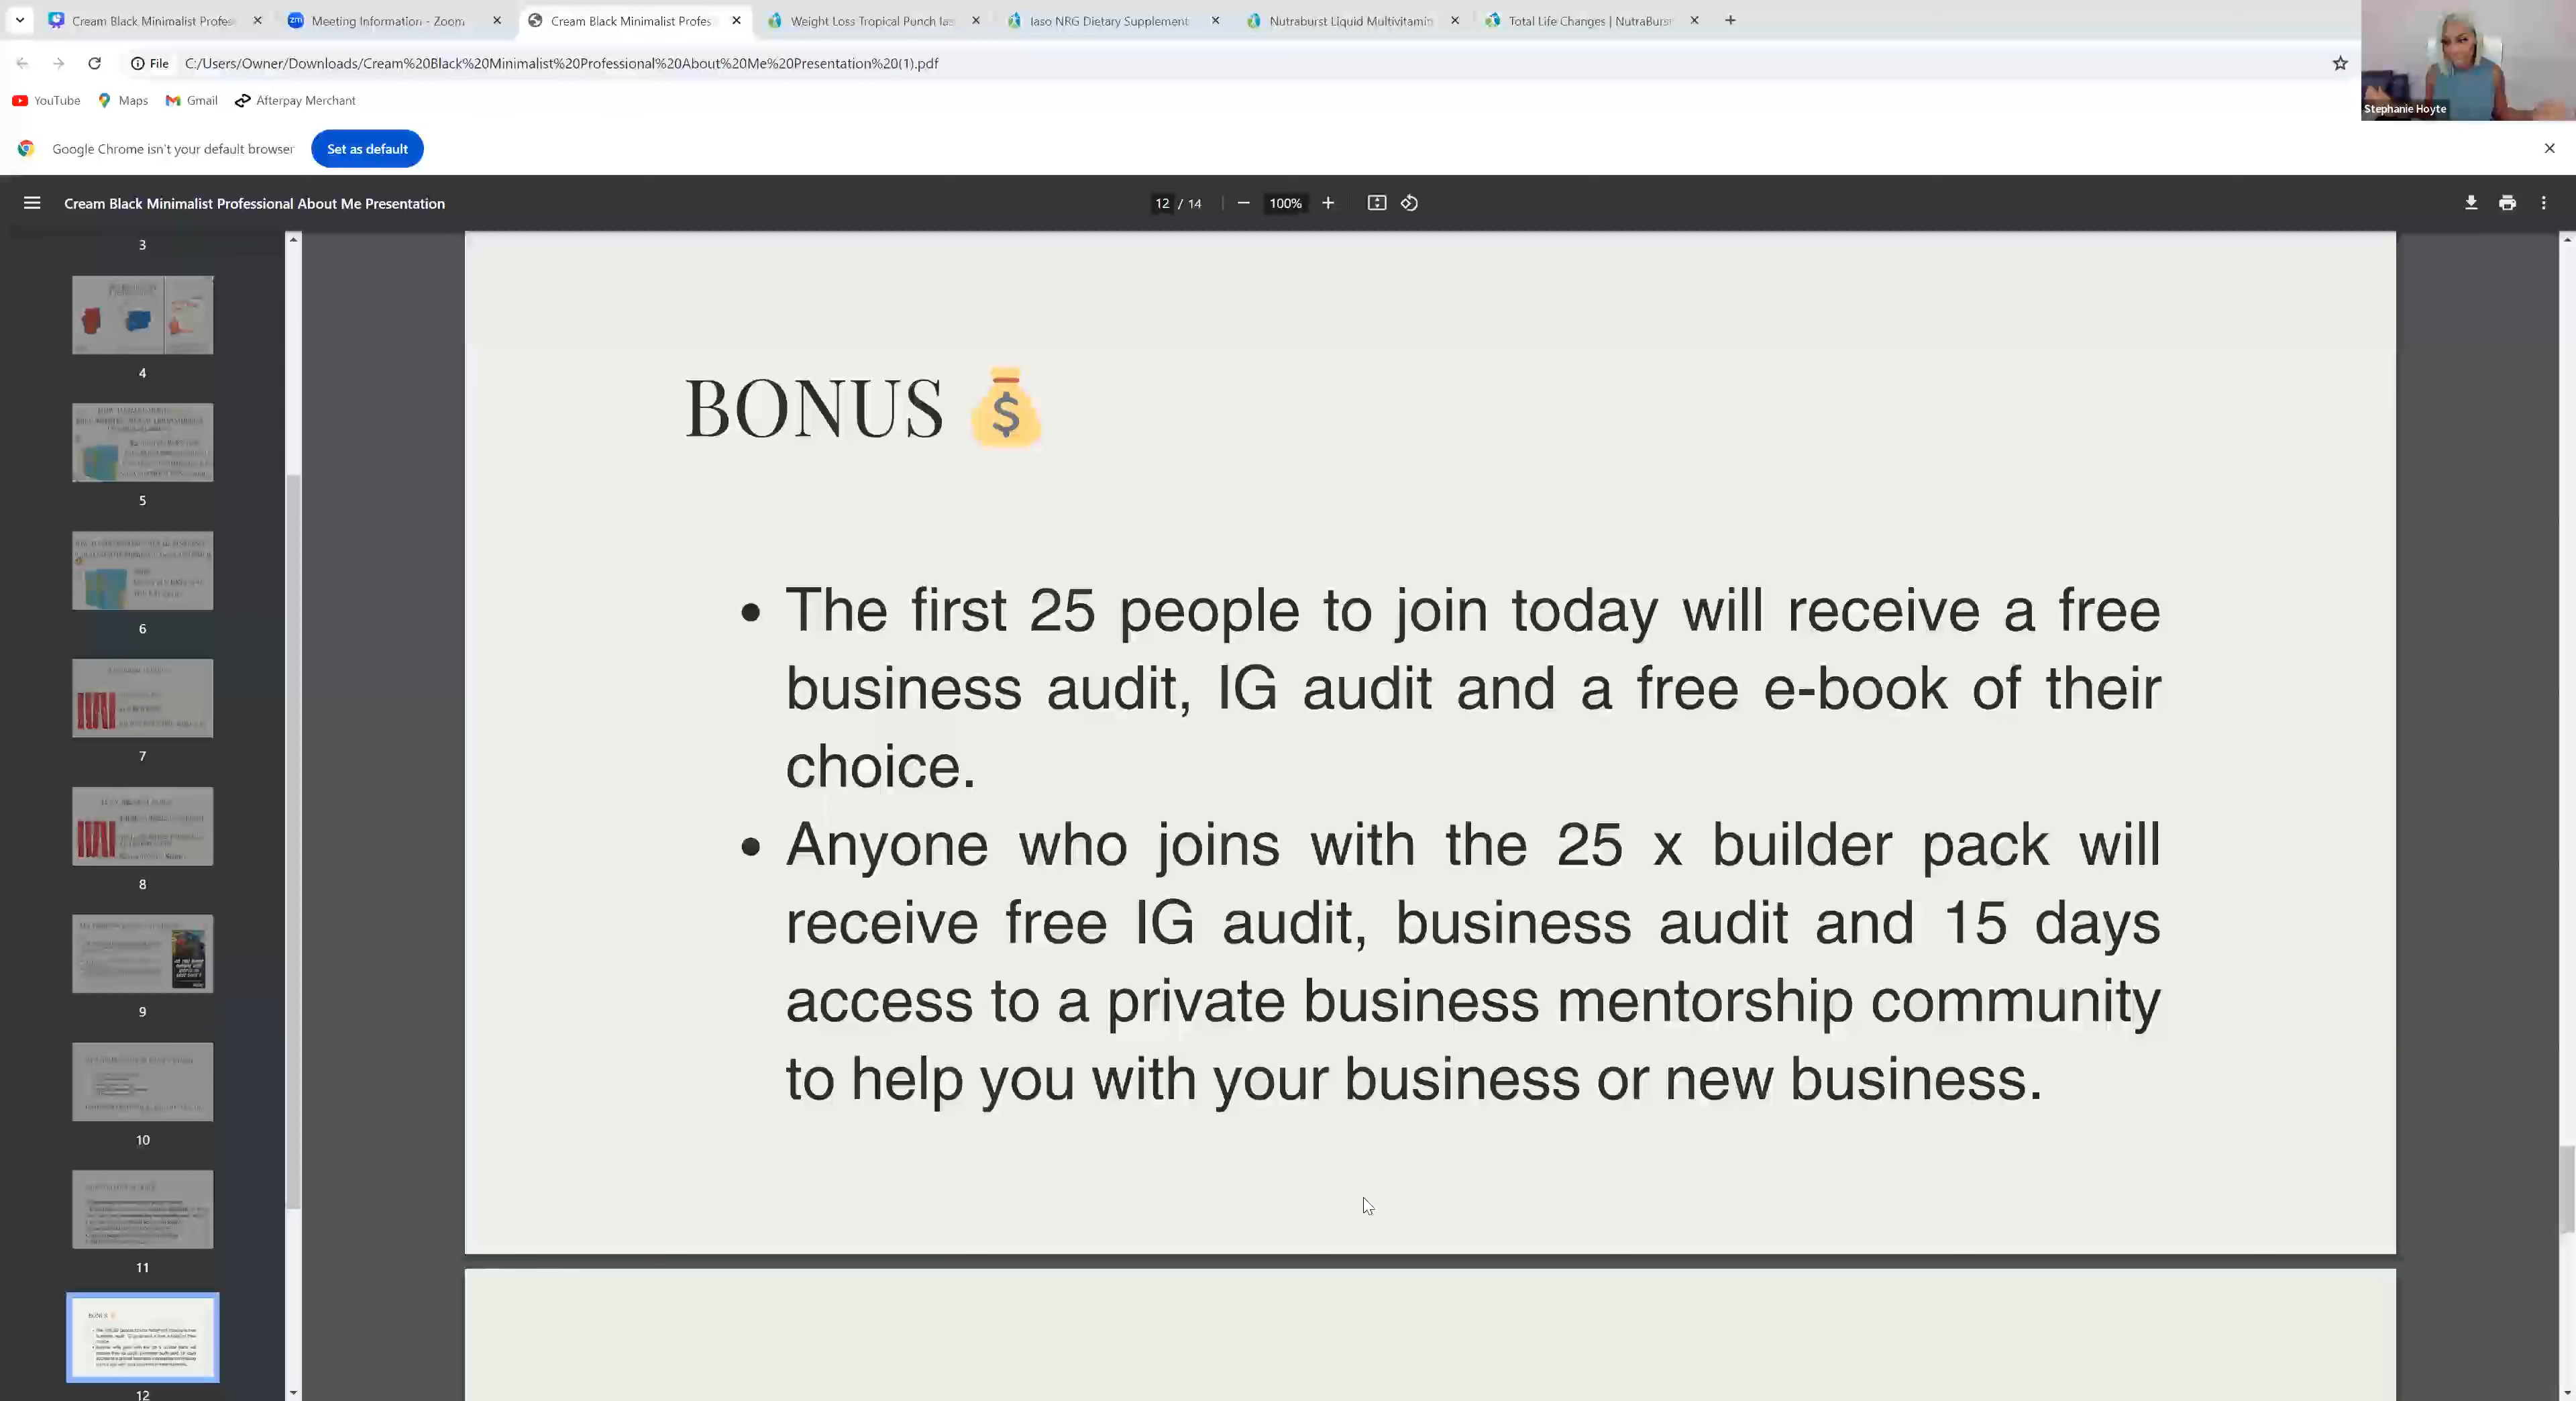 Cream Black Minimalist Profes
Meeting Information - Zoom
Cream Black Minimalist Profes
Weight Loss Tropical Punch Ias
Iaso NRG Dietary Supplement
Nutraburst Liquid Multivitamin
Total Life Changes | NutraBurst
File
C:/Users/Owner/Downloads/Cream%20Black%20Minimalist%20Professional%20About%20Me%20Presentation%20(1).pdf
YouTube
Maps
Gmail
Afterpay Merchant
Stephanie Hoyte
Google Chrome isn't your default browser
Set as default
Cream Black Minimalist Professional About Me Presentation
12 / 14
100%
3
4
5
6
7
8
9
10
11
12
BONUS
• The first 25 people to join today will receive a free
business audit, IG audit and a free e-book of their
choice.
• Anyone who joins with the 25 x builder pack will
receive free IG audit, business audit and 15 days
access to a private business mentorship community
to help you with your business or new business.